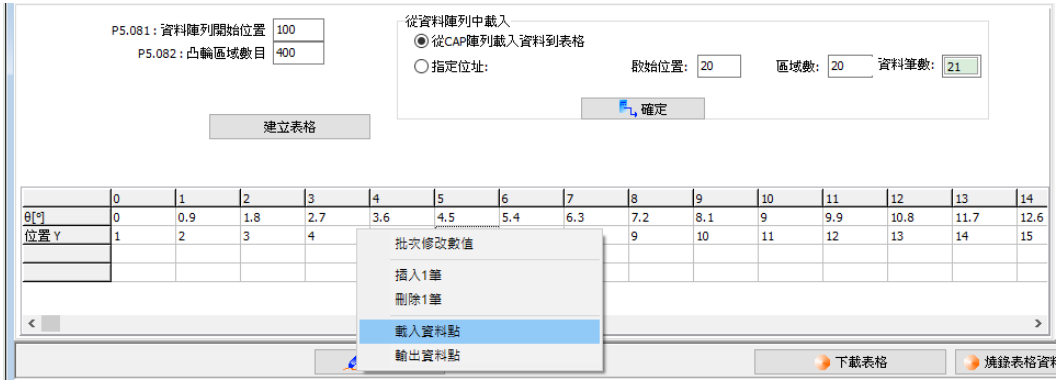 P5.081 : 資料陣列開始位置 100
P5.082 : 凸輪區域數目 400
建立表格
從資料陣列中載入
從CAP陣列載入資料到表格
指定位址: 啟始位置: 20 區域數: 20 資料筆數: 21
確定
0 1 2 3 4 5 6 7 8 9 10 11 12 13 14
θ[°] 0 0.9 1.8 2.7 3.6 4.5 5.4 6.3 7.2 8.1 9 9.9 10.8 11.7 12.6
位置 Y 1 2 3 4 9 10 11 12 13 14 15
批次修改數值
插入1筆
刪除1筆
載入資料點
輸出資料點
下載表格 燒錄表格資